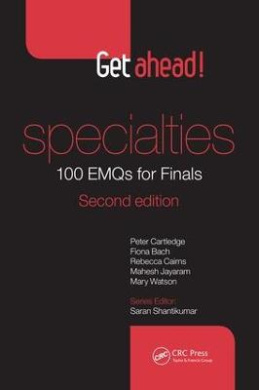 Get ahead!
specialties
100 EMQs for Finals
Second edition
Peter Cartledge
Fiona Bach
Rebecca Cairns
Mahesh Jayaram
Mary Watson
Series Editor
Saran Shantikumar
CRC Press
Taylor & Francis Group